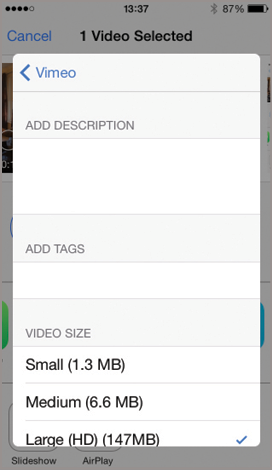 13:37
87%
Cancel
1 Video Selected
Vimeo
ADD DESCRIPTION
ADD TAGS
VIDEO SIZE
Small (1.3 MB)
Medium (6.6 MB)
Large (HD) (147MB)
Slideshow
AirPlay